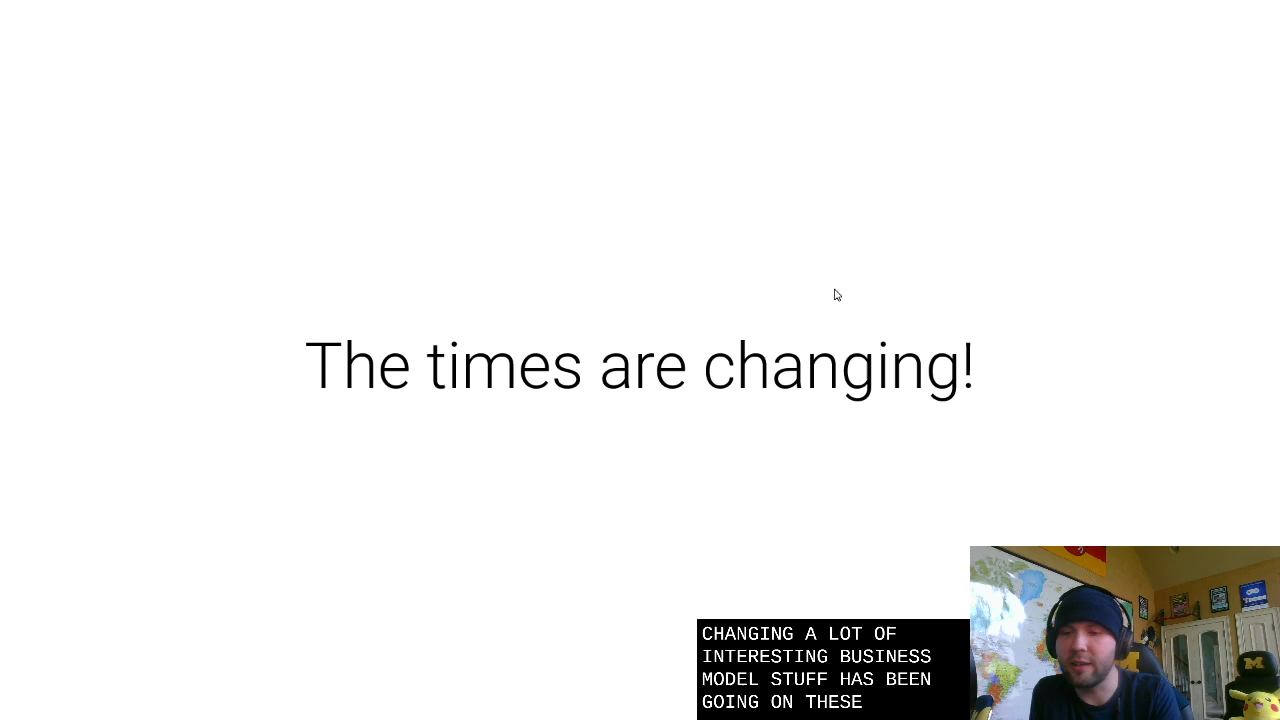 The times are changing!
CHANGING A LOT OF
INTERESTING BUSINESS
MODEL STUFF HAS BEEN
GOING ON THESE
M
M